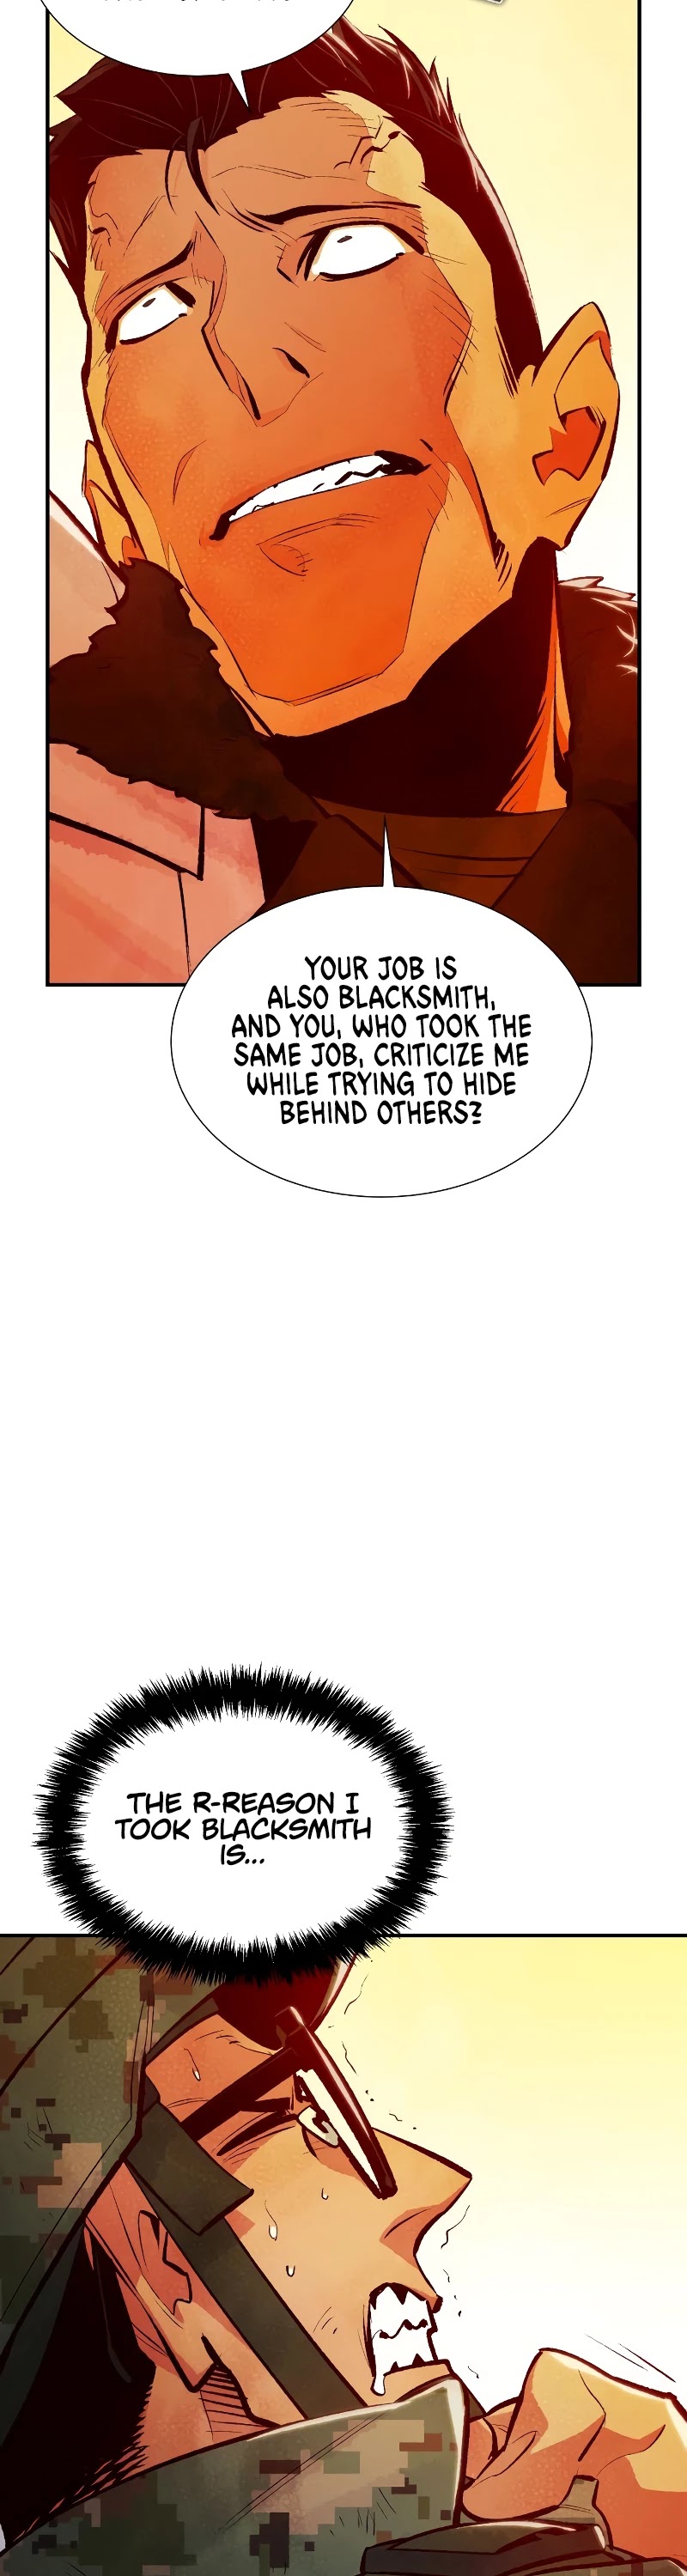 YOUR JOB IS
ALSO BLACKSMITH,
AND YOU, WHO TOOK THE
SAME JOB, CRITICIZE ME
WHILE TRYING TO HIDE
BEHIND OTHERS?
THE R-REASON I
TOOK BLACKSMITH
IS...